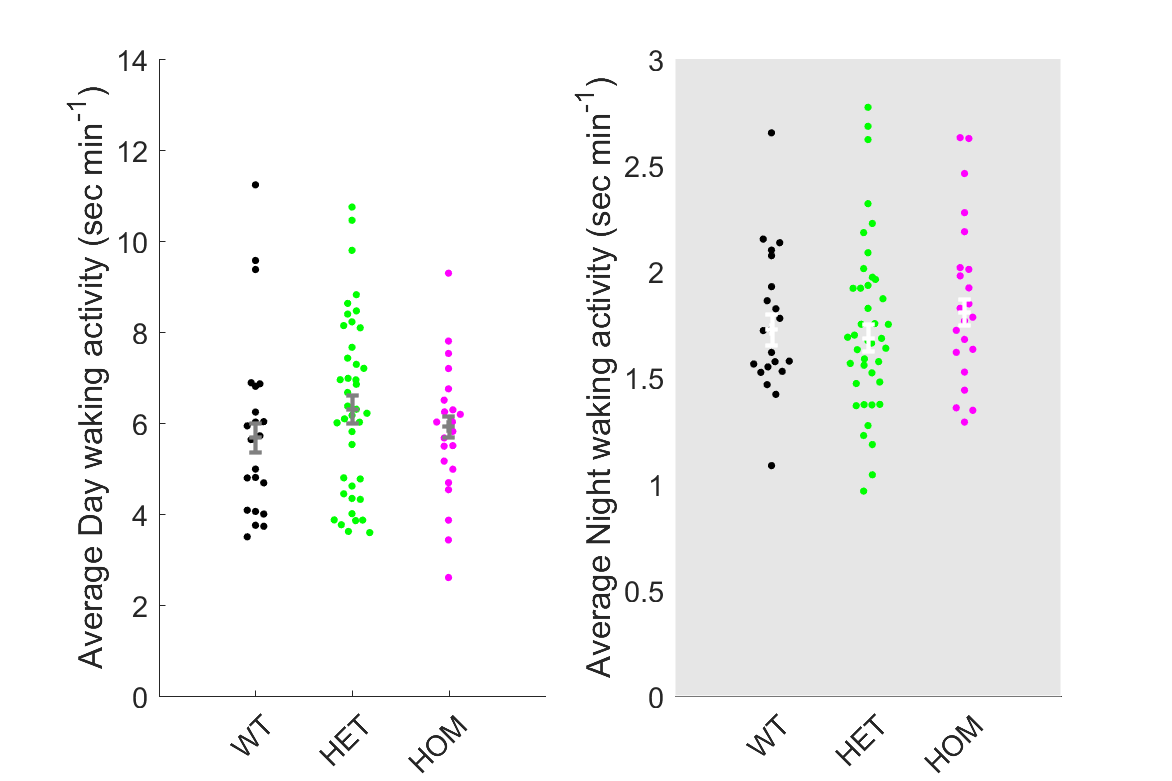 Average Day waking activity (sec min-1)
14
12
10
8
6
4
2
0
WT
HET
HOM
Average Night waking activity (sec min-1)
3
2.5
2
1.5
1
0.5
0
WT
HET
HOM